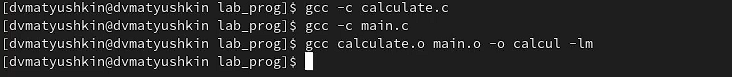 [dvmatyushkin@dvmatyushkin lab_prog]$ gcc -c calculate.c
[dvmatyushkin@dvmatyushkin lab_prog]$ gcc -c main.c
[dvmatyushkin@dvmatyushkin lab_prog]$ gcc calculate.o main.o -o calcul -lm
[dvmatyushkin@dvmatyushkin lab_prog]$